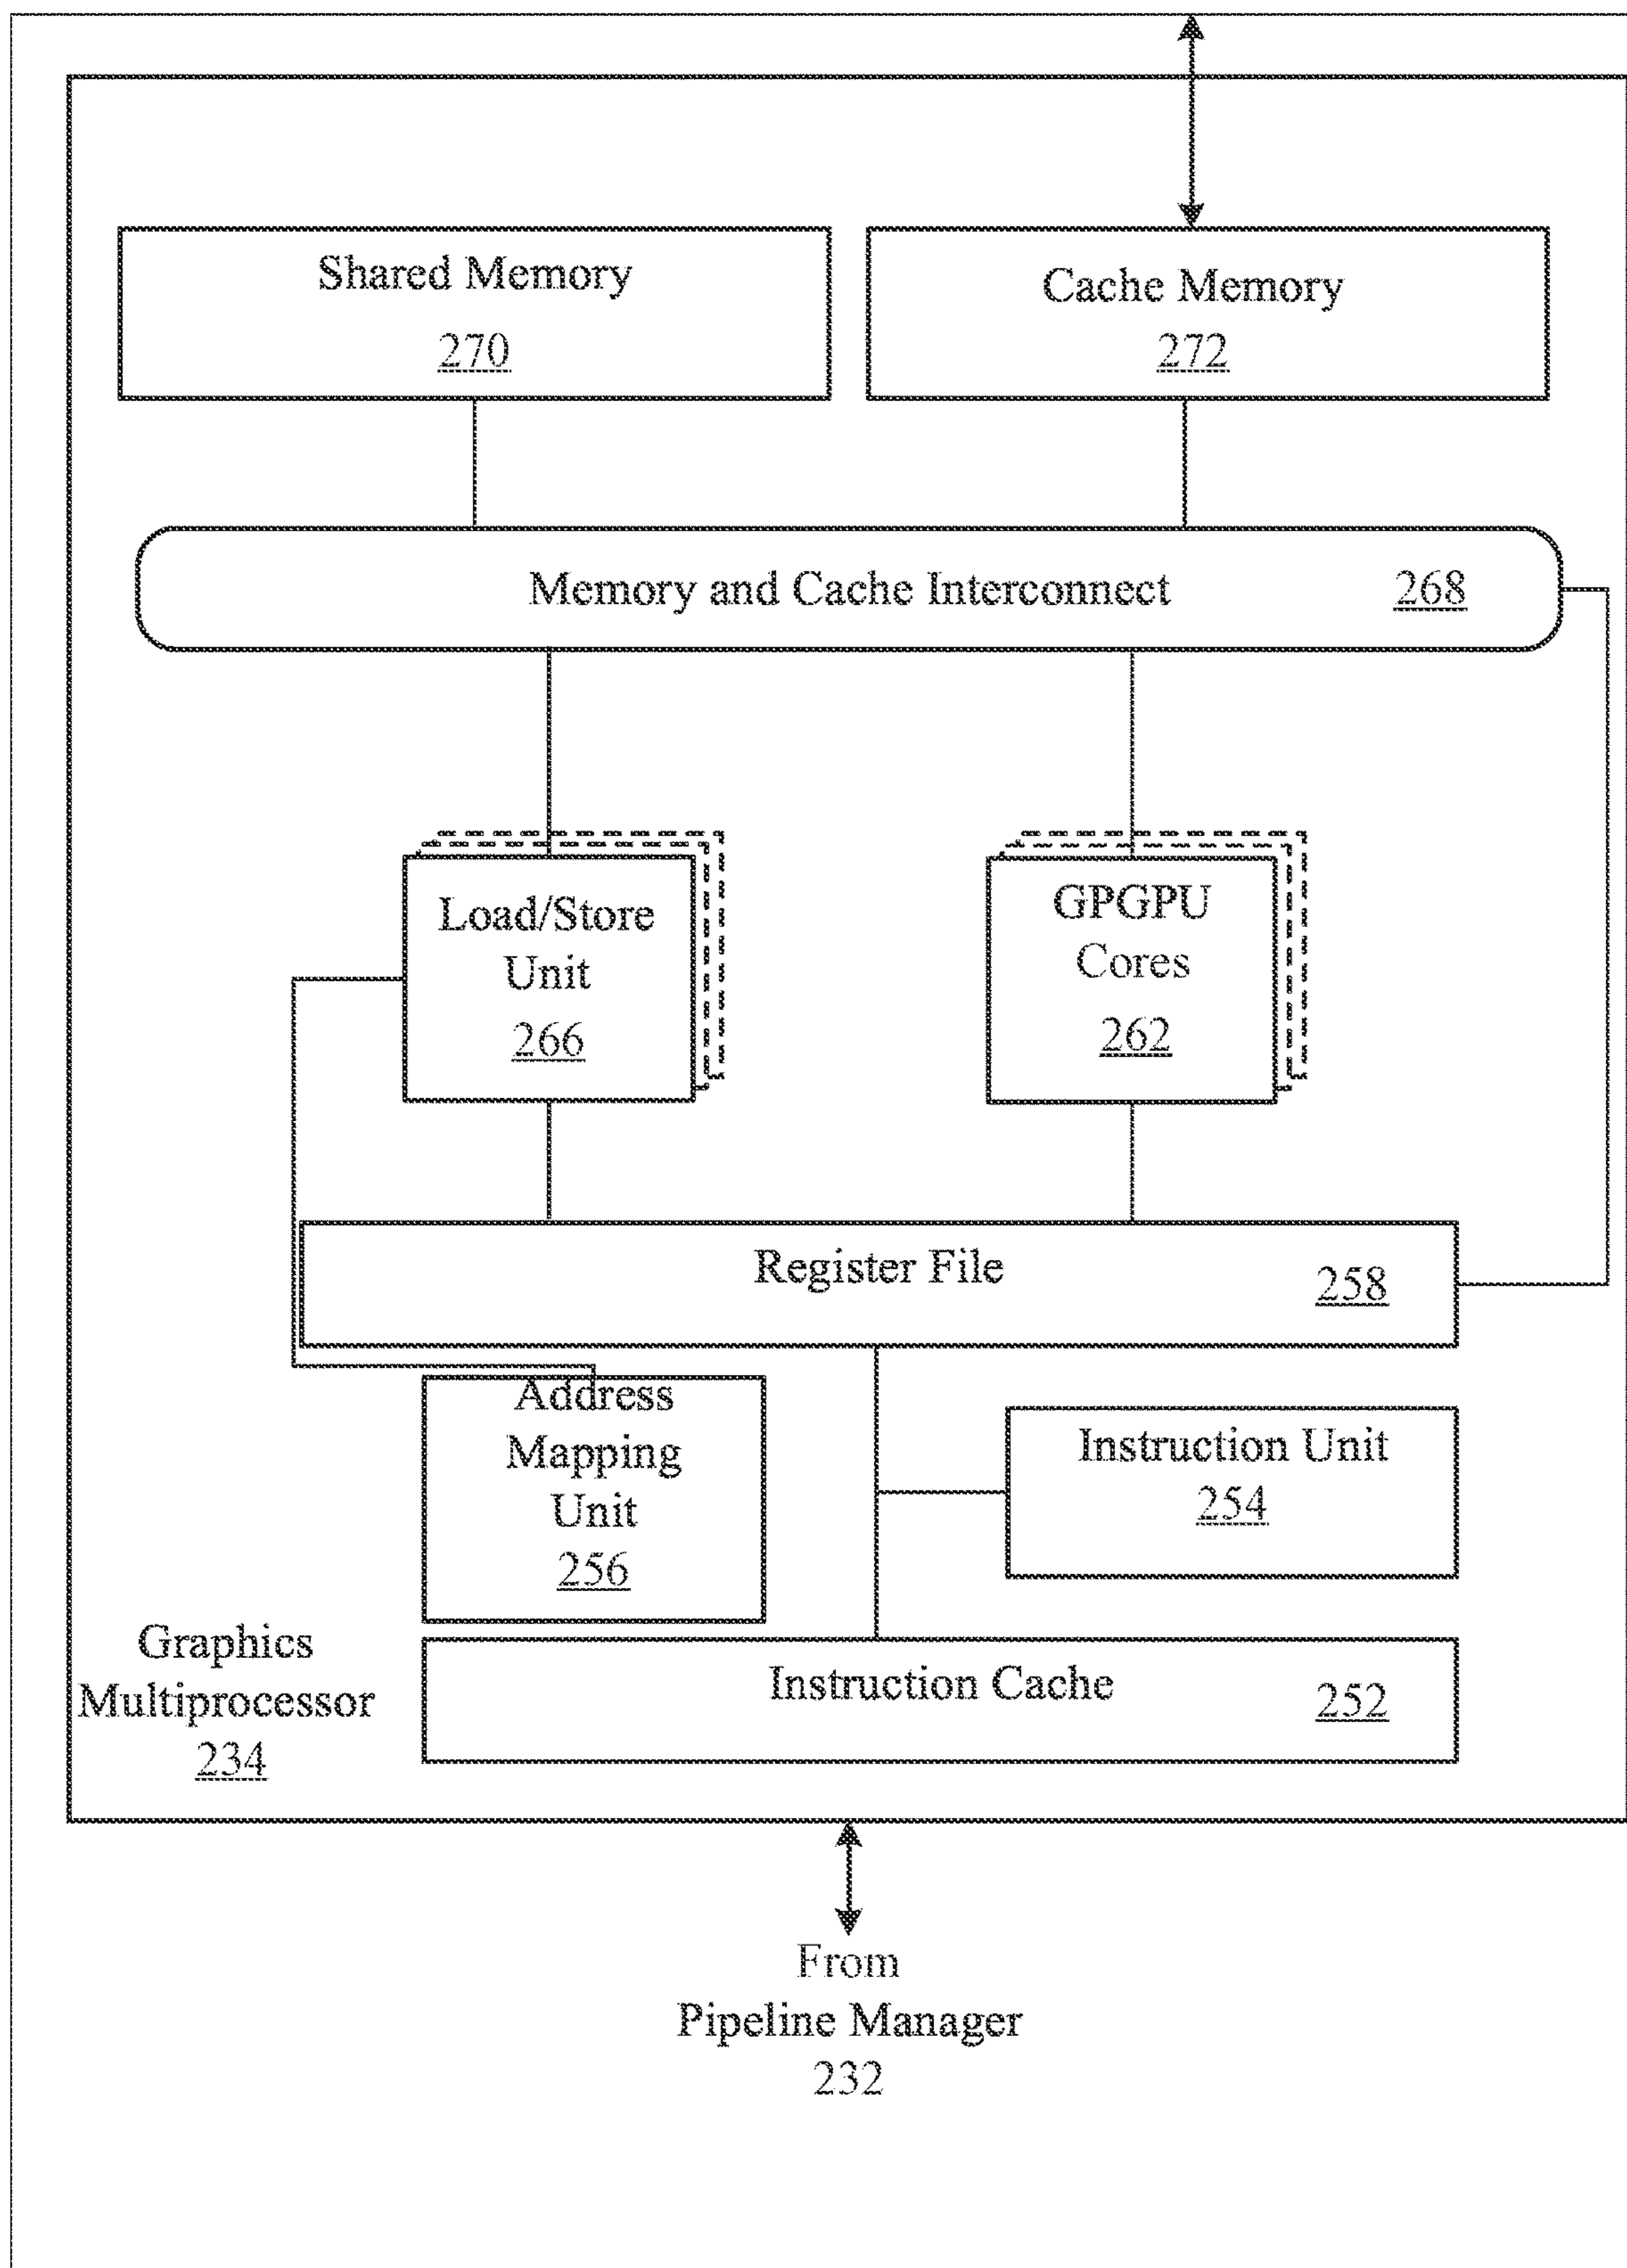 Shared Memory
270
Cache Memory
272
Memory and Cache Interconnect 268
Load/Store
Unit
266
GPGPU
Cores
262
Register File 258
Address
Mapping
Unit
256
Instruction Unit
254
Graphics
Multiprocessor
234
Instruction Cache 252
From
Pipeline Manager
232